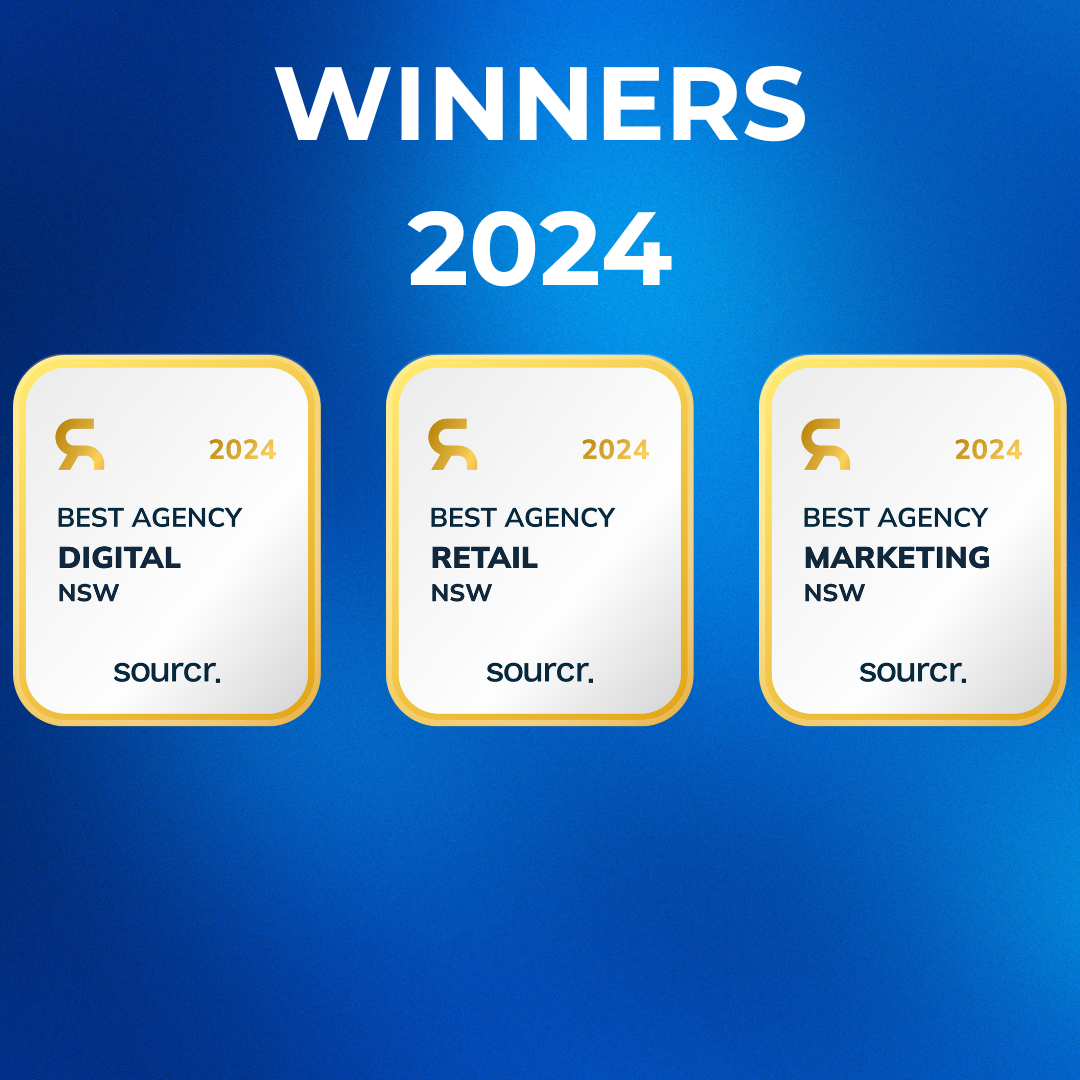 WINNERS
2024
2024
BEST AGENCY
DIGITAL
NSW
sourcr.
2024
BEST AGENCY
RETAIL
NSW
sourcr.
2024
BEST AGENCY
MARKETING
NSW
sourcr.